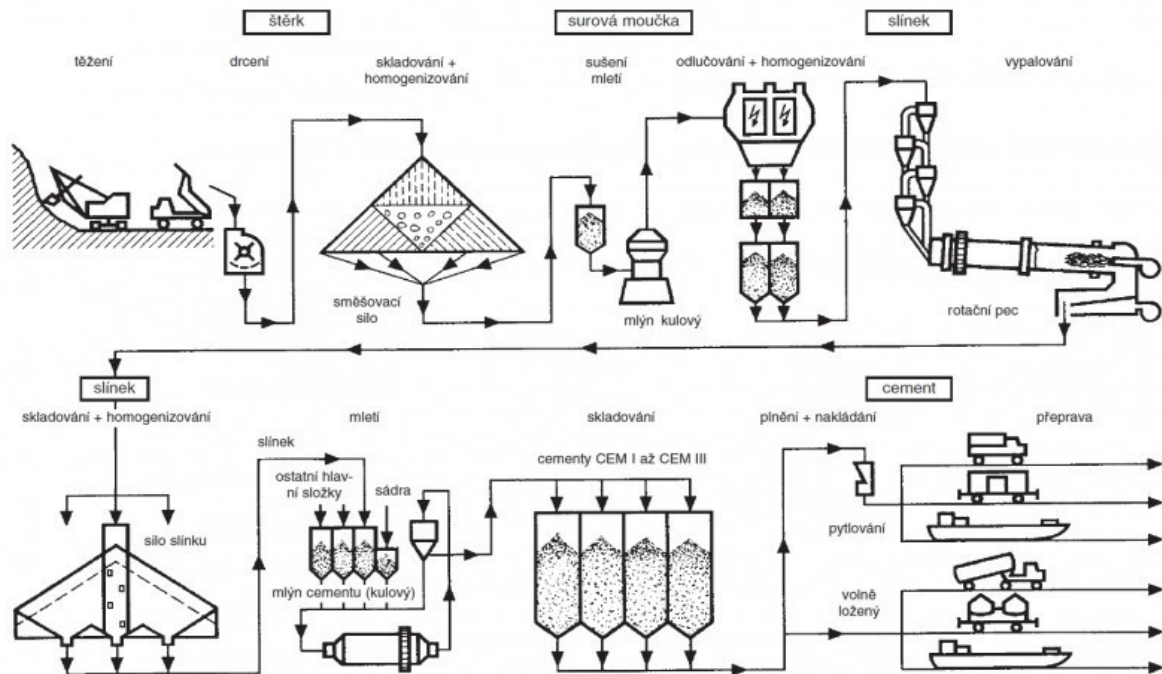 štěrk
surová moučka
slínek
těžení
drcení
skladování +
homogenizování
sušení
mletí
odlučování + homogenizování
vypalování
směšovací
silo
mlýn kulový
rotační pec
slínek
cement
skladování + homogenizování
mletí
skladování
plnění + nakládání
přeprava
slínek
ostatní hlav-
ní složky
sádra
cementy CEM I až CEM III
silo slínku
pytlování
mlýn cementu (kulový)
volně
ložený